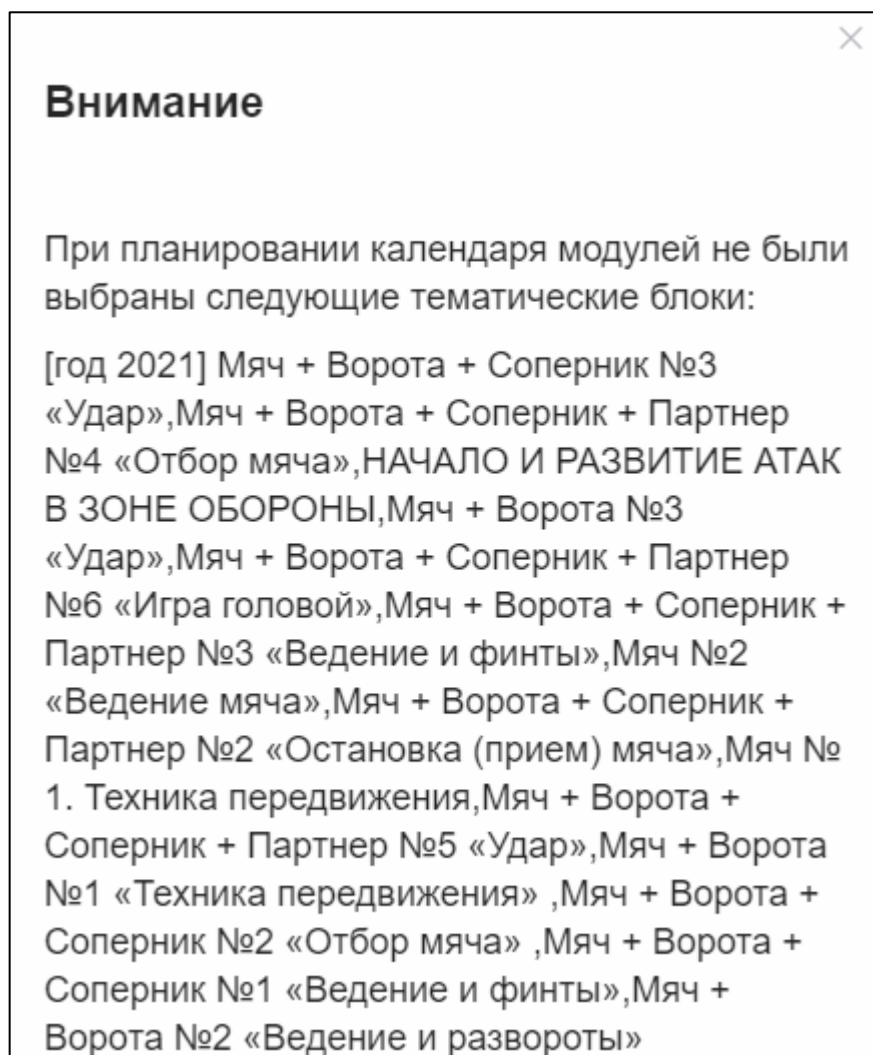 Внимание
При планировании календаря модулей не были
выбраны следующие тематические блоки:
[год 2021] Мяч + Ворота + Соперник №3
«Удар»,Мяч + Ворота + Соперник + Партнер
№4 «Отбор мяча»,НАЧАЛО И РАЗВИТИЕ АТАК
В ЗОНЕ ОБОРОНЫ,Мяч + Ворота №3
«Удар»,Мяч + Ворота + Соперник + Партнер
№6 «Игра головой»,Мяч + Ворота + Соперник +
Партнер №3 «Ведение и финты»,Мяч №2
«Ведение мяча»,Мяч + Ворота + Соперник +
Партнер №2 «Остановка (прием) мяча»,Мяч №
1. Техника передвижения,Мяч + Ворота +
Соперник + Партнер №5 «Удар»,Мяч + Ворота
№1 «Техника передвижения» ,Мяч + Ворота +
Соперник №2 «Отбор мяча» ,Мяч + Ворота +
Соперник №1 «Ведение и финты»,Мяч +
Ворота №2 «Ведение и развороты»